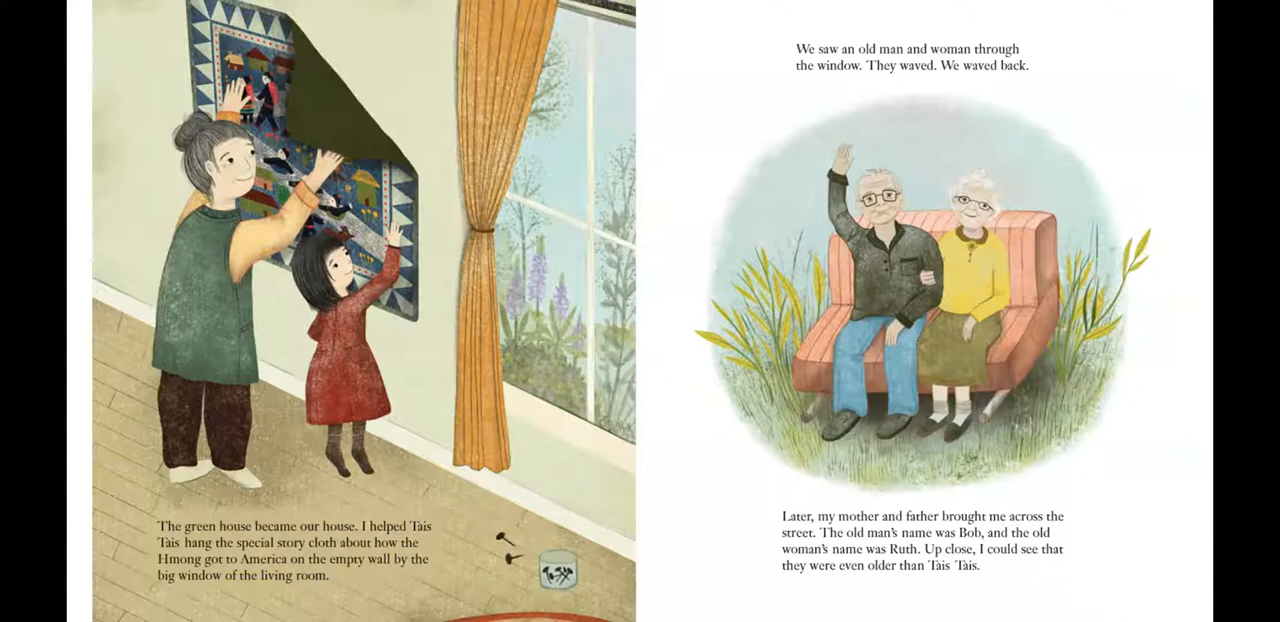 The green house became our house. I helped Tais
Tais hang the special story cloth about how the
Hmong got to America on the empty wall by the
big window of the living room.
We saw an old man and woman through
the window. They waved. We waved back.
Later, my mother and father brought me across the
street. The old man's name was Bob, and the old
woman's name was Ruth. Up close, I could see that
they were even older than Tais Tais.